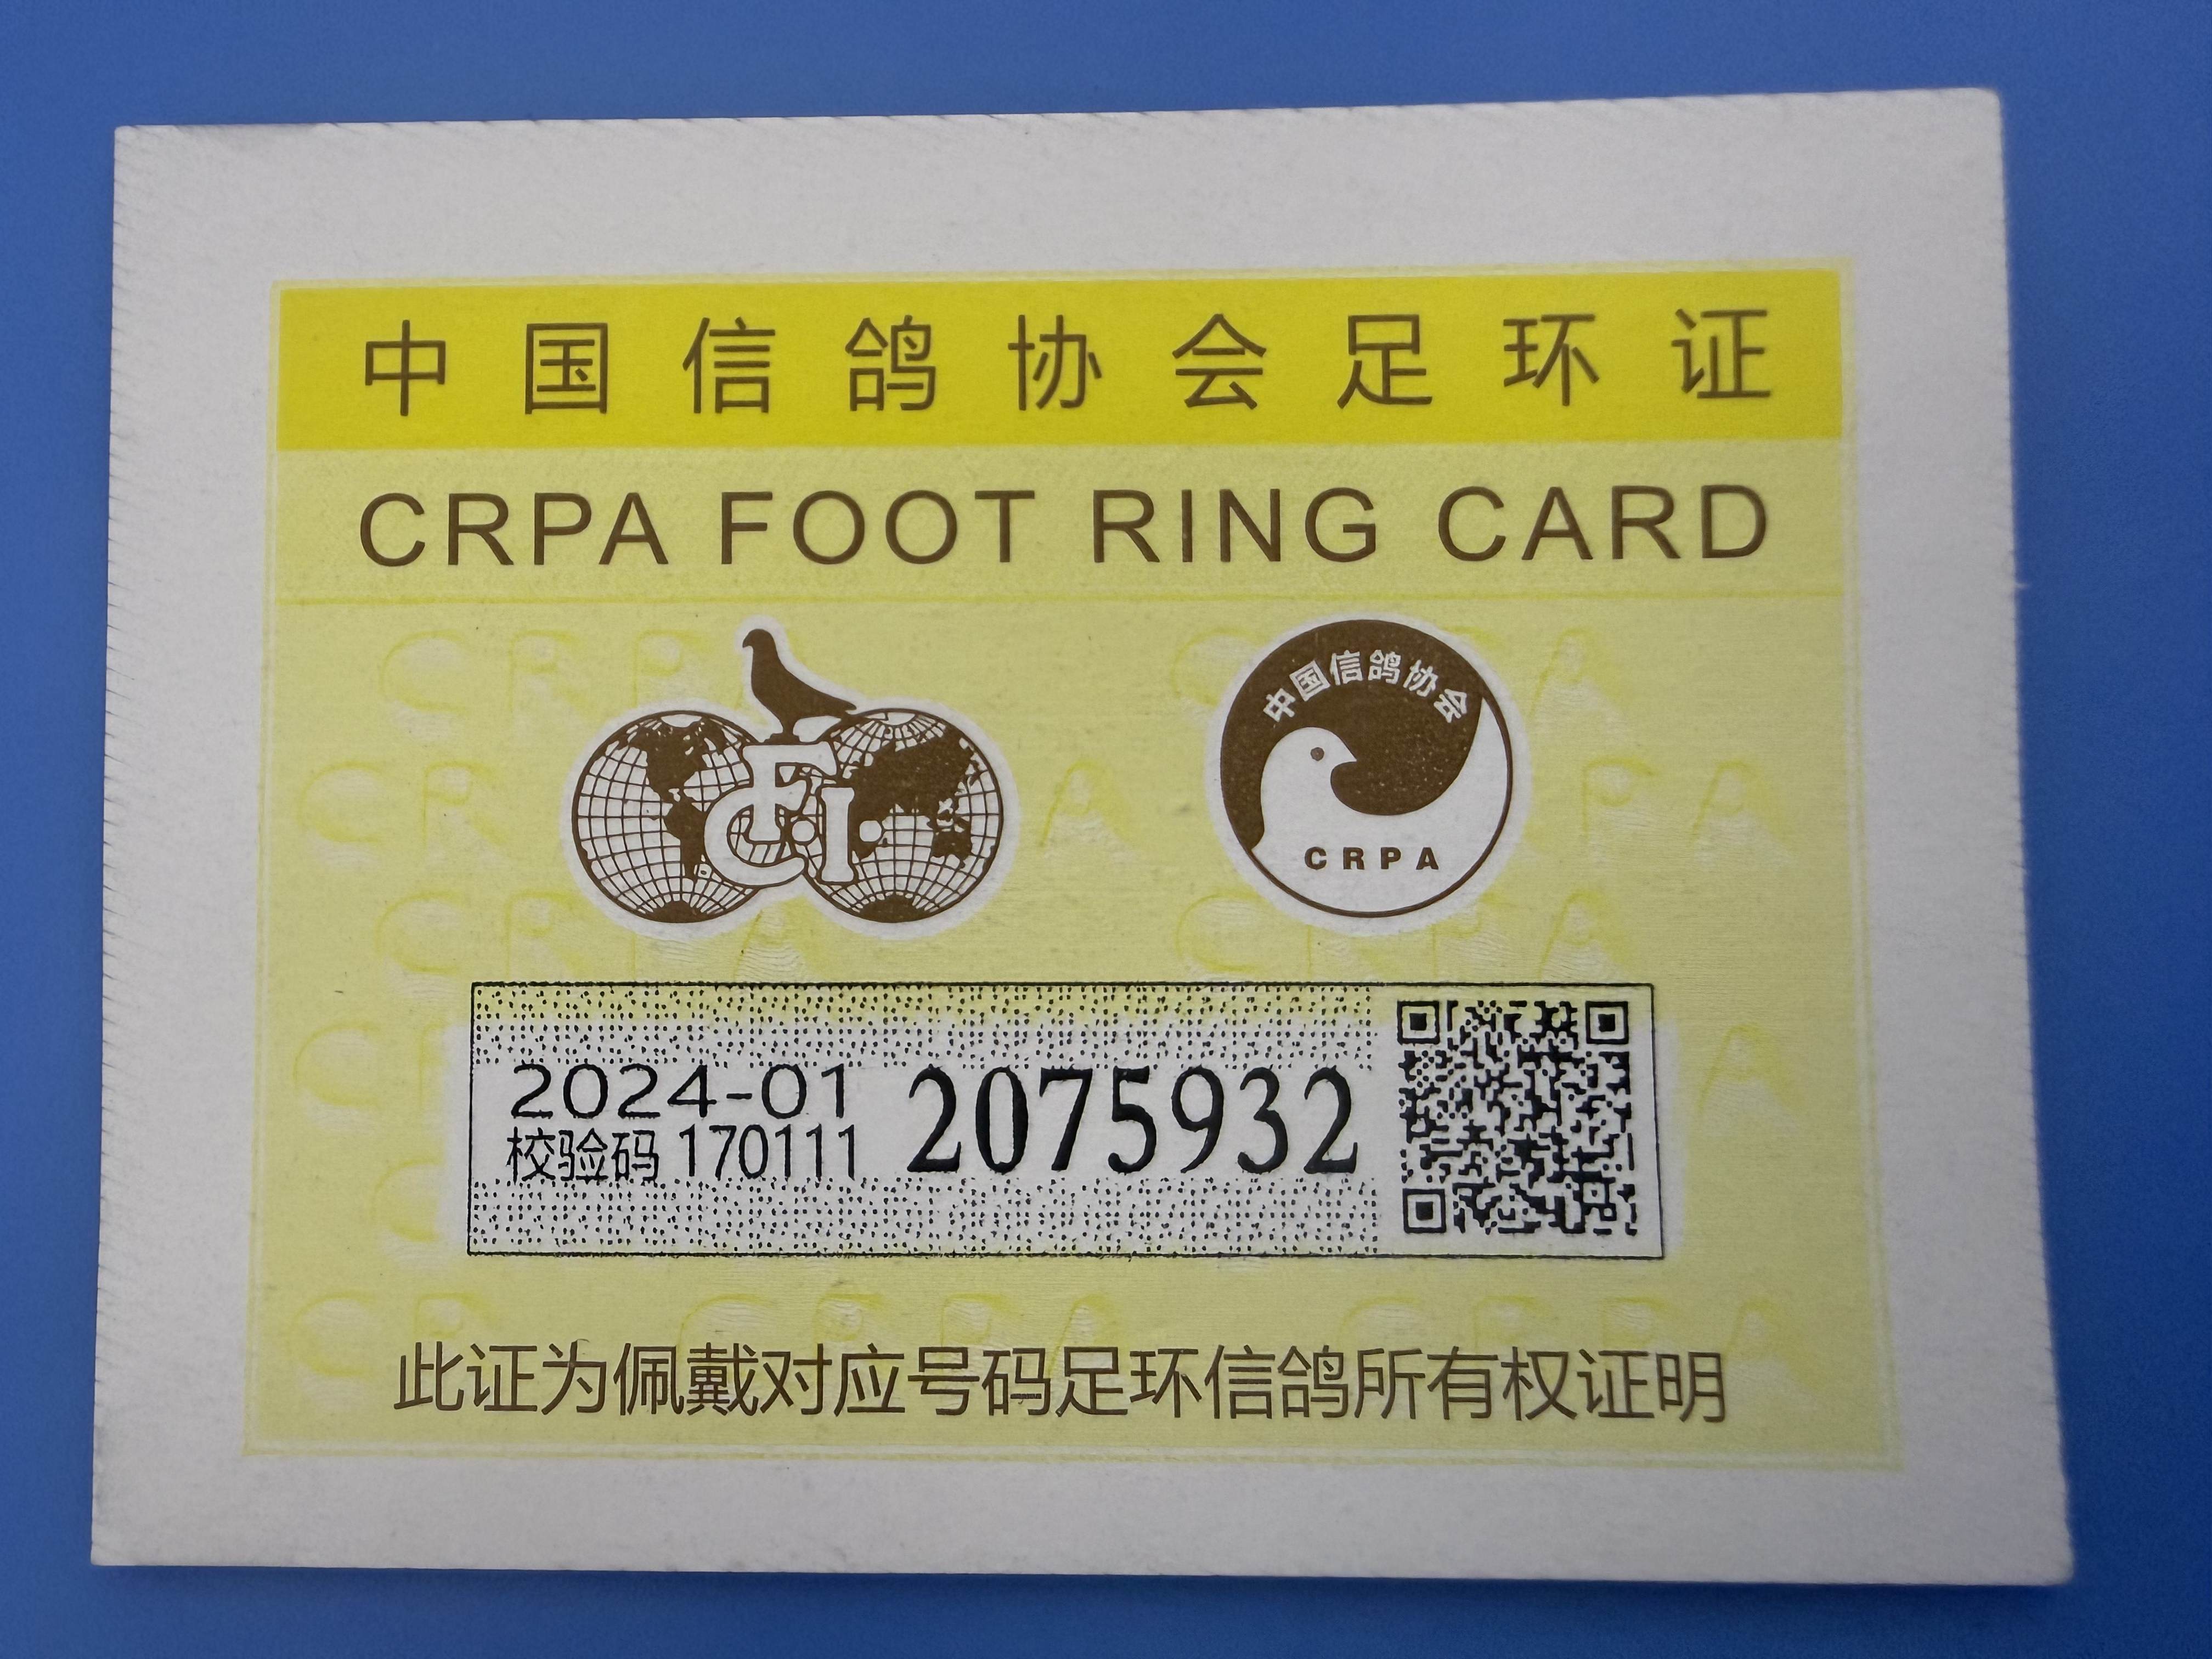 中国信鸽协会足环证
CRPA FOOT RING CARD
F.C.I.
中国信鸽协会
CRPA
2024-01
校验码 170111
2075932
此证为佩戴对应号码足环信鸽所有权证明